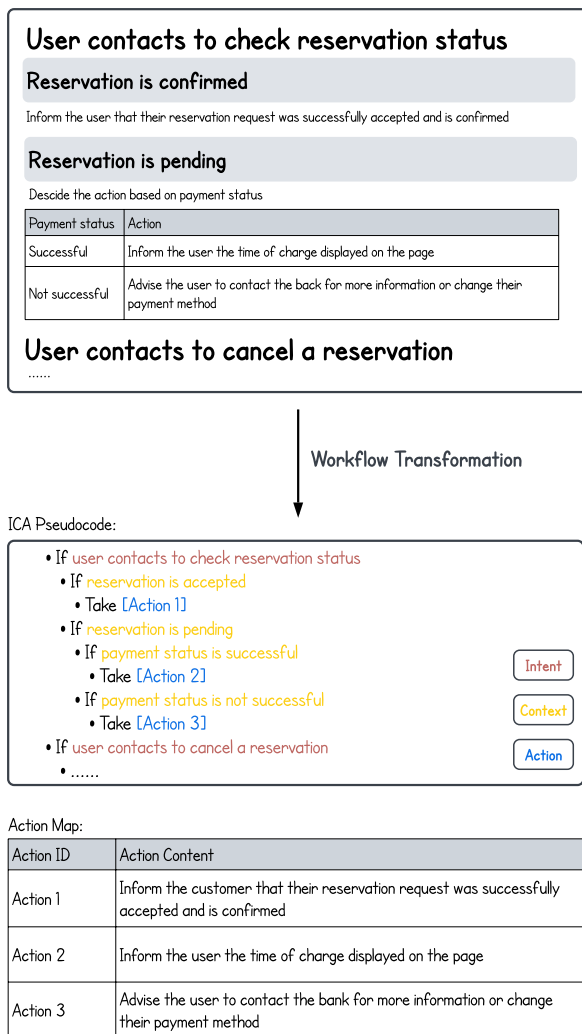 User contacts to check reservation status
Reservation is confirmed
Inform the user that their reservation request was successfully accepted and is confirmed
Reservation is pending
Descide the action based on payment status
Payment status Action
Successful Inform the user the time of charge displayed on the page
Not successful Advise the user to contact the back for more information or change their
payment method
User contacts to cancel a reservation
......
Workflow Transformation
ICA Pseudocode:
• If user contacts to check reservation status
• If reservation is accepted
• Take [Action 1]
• If reservation is pending
• If payment status is successful
• Take [Action 2]
• If payment status is not successful
• Take [Action 3]
• If user contacts to cancel a reservation
• ......
Intent
Context
Action
Action Map:
Action ID Action Content
Action 1 Inform the customer that their reservation request was successfully
accepted and is confirmed
Action 2 Inform the user the time of charge displayed on the page
Action 3 Advise the user to contact the bank for more information or change
their payment method